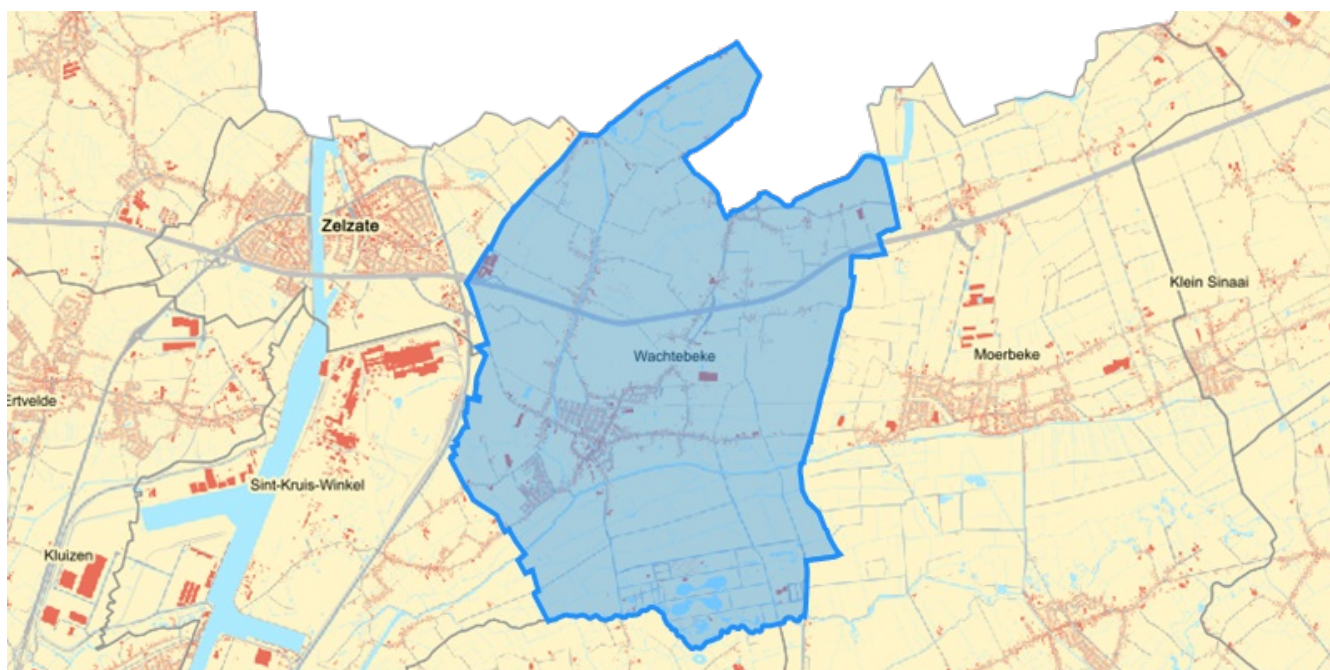 Zelzate
Klein Sinaai
Wachtebeke
Moerbeke
Ertvelde
Sint-Kruis-Winkel
Kluizen